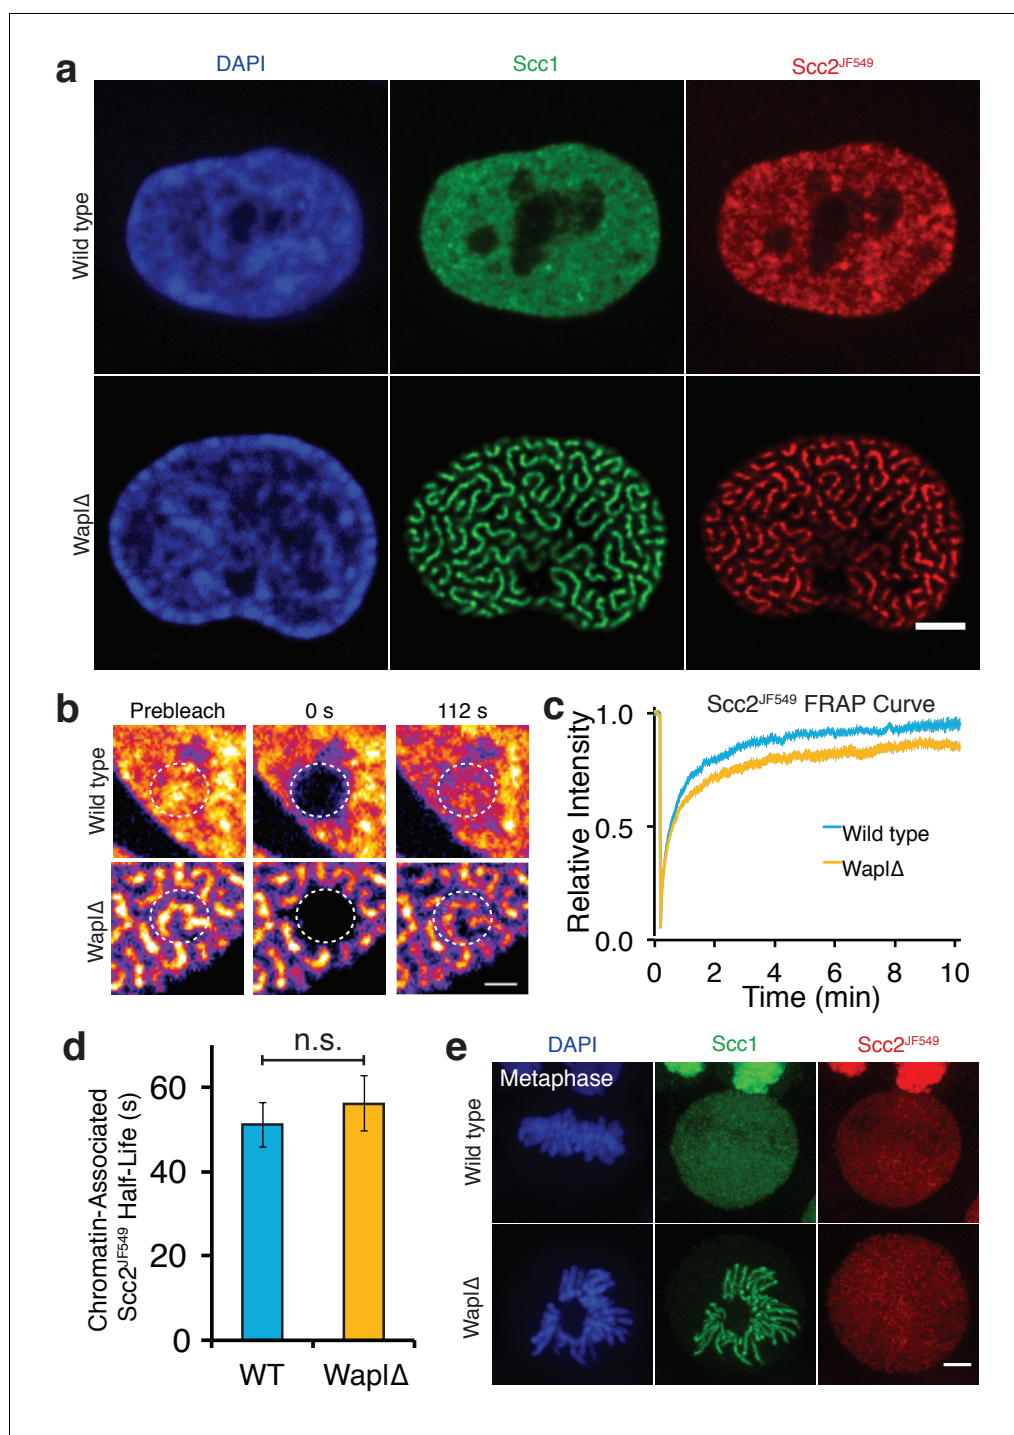 a
DAPI
Scc1
Scc2JF549
Wild type
WaplΔ
b
Prebleach
0 s
112 s
Wild type
WaplΔ
c
Scc2JF549 FRAP Curve
Relative Intensity
1.0
0.5
0.0
Wild type
WaplΔ
0
2
4
6
8
10
Time (min)
d
n.s.
Chromatin-Associated
Scc2JF549 Half-Life (s)
60
40
20
0
WT
WaplΔ
e
DAPI
Scc1
Scc2JF549
Metaphase
Wild type
WaplΔ